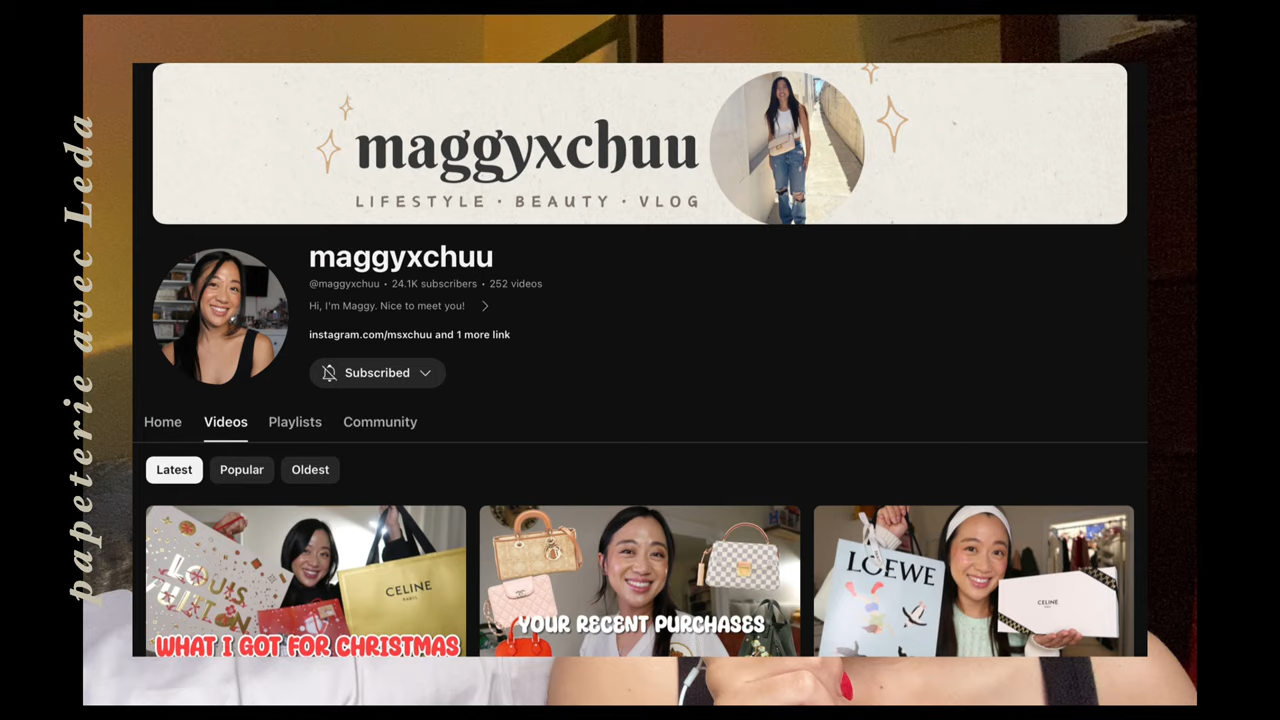 papeterie avec Leda
maggyxchuu
LIFESTYLE · BEAUTY · VLOG
maggyxchuu
@maggyxchuu • 24.1K subscribers • 252 videos
Hi, I'm Maggy. Nice to meet you!
instagram.com/msxchuu and 1 more link
Subscribed
Home Videos Playlists Community
Latest Popular Oldest
LOUIS
VUITTON
CELINE
PARIS
WHAT I GOT FOR CHRISTMAS
YOUR RECENT PURCHASES
LOEWE
CELINE